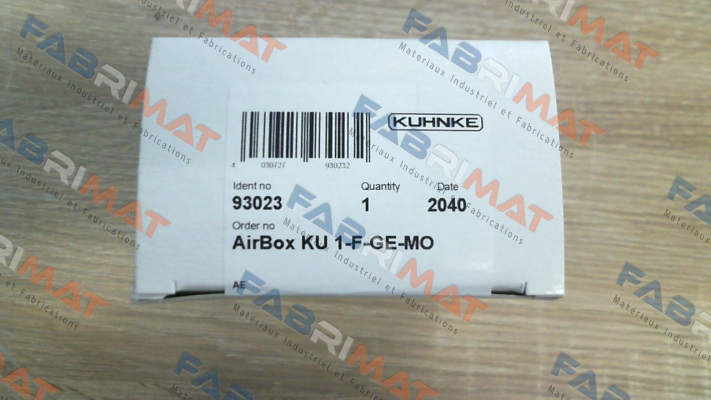 KUHNKE
4 030727 930232
Ident no Quantity Date
93023 1 2040
Order no
AirBox KU 1-F-GE-MO
AE
FABRIMAT
Materiaux Industriel et Fabrications